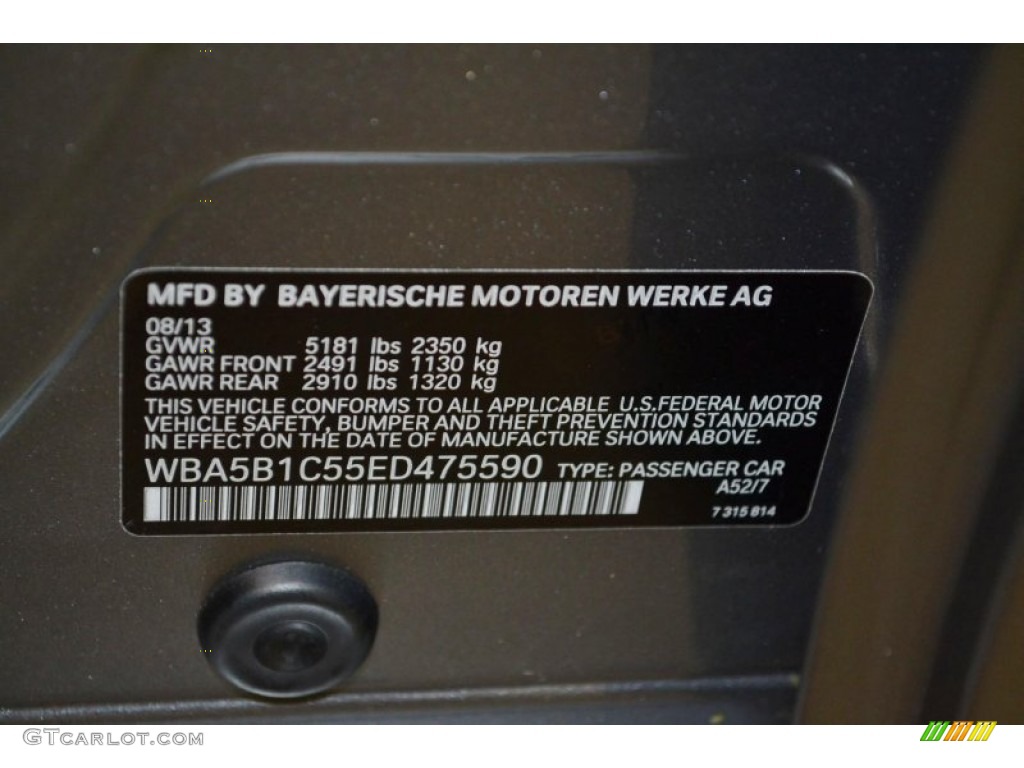 MFD BY BAYERISCHE MOTOREN WERKE AG
08/13
GVWR 5181 lbs 2350 kg
GAWR FRONT 2491 lbs 1130 kg
GAWR REAR 2910 lbs 1320 kg
THIS VEHICLE CONFORMS TO ALL APPLICABLE U.S.FEDERAL MOTOR
VEHICLE SAFETY, BUMPER AND THEFT PREVENTION STANDARDS
IN EFFECT ON THE DATE OF MANUFACTURE SHOWN ABOVE.
WBA5B1C55ED475590 TYPE: PASSENGER CAR
A52/7
7 315 814
GTCARLOT.COM